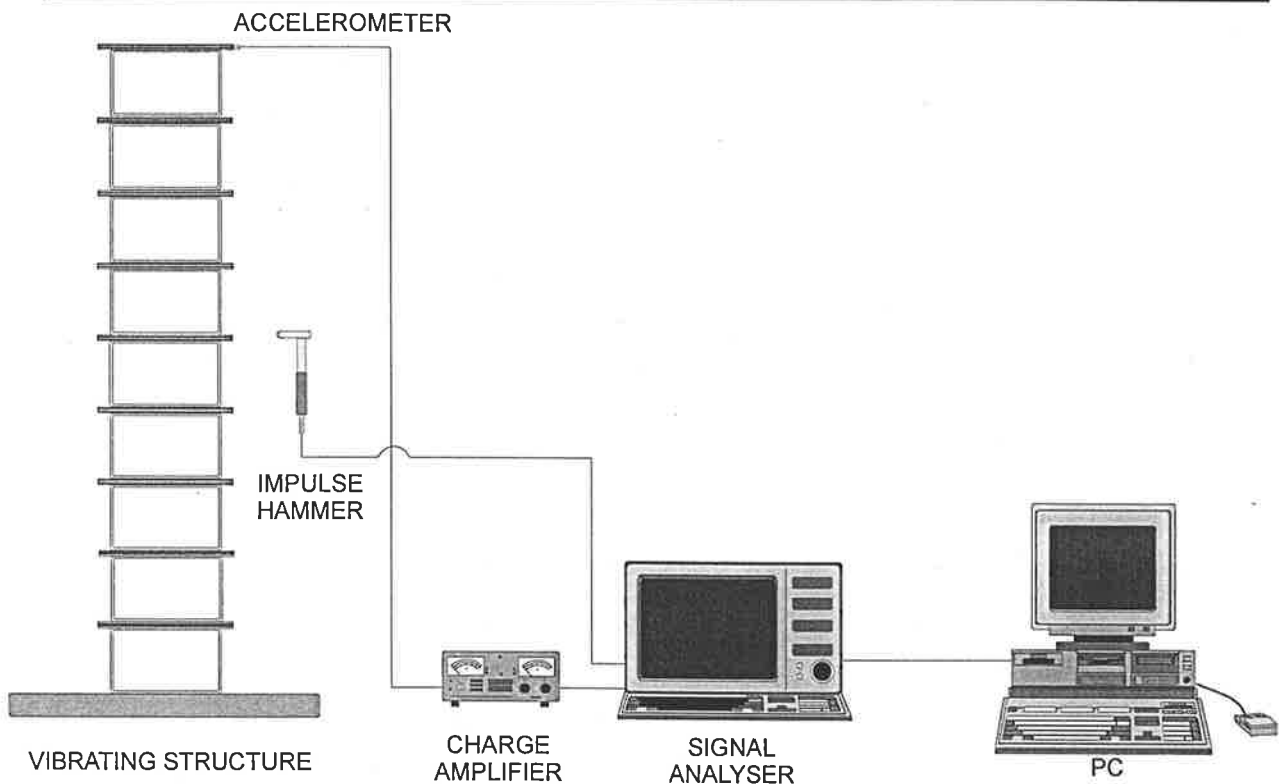 ACCELEROMETER
IMPULSE
HAMMER
VIBRATING STRUCTURE
CHARGE
AMPLIFIER
SIGNAL
ANALYSER
PC